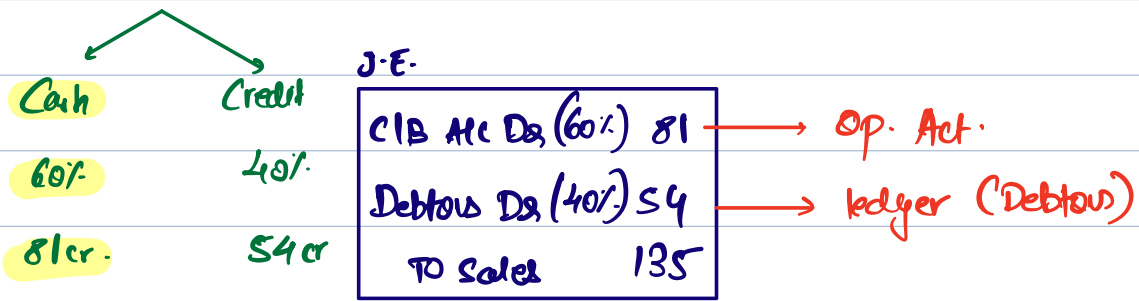 J.E.
Cash Credit
C/B A/c Dr (60%) 81 → Op. Act.
60% 40%
Debtors Dr (40%) 54 → ledger (Debtors)
81cr. 54cr
To Sales 135